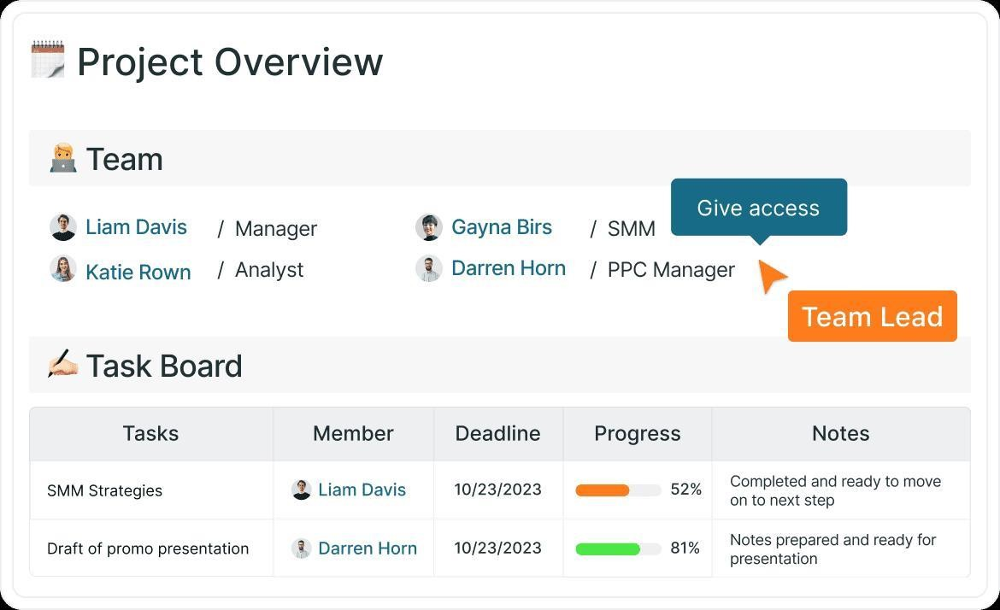 Project Overview
Team
Liam Davis / Manager
Gayna Birs / SMM
Give access
Katie Rown / Analyst
Darren Horn / PPC Manager
Team Lead
Task Board
Tasks Member Deadline Progress Notes
SMM Strategies Liam Davis 10/23/2023 52% Completed and ready to move
on to next step
Draft of promo presentation Darren Horn 10/23/2023 81% Notes prepared and ready for
presentation